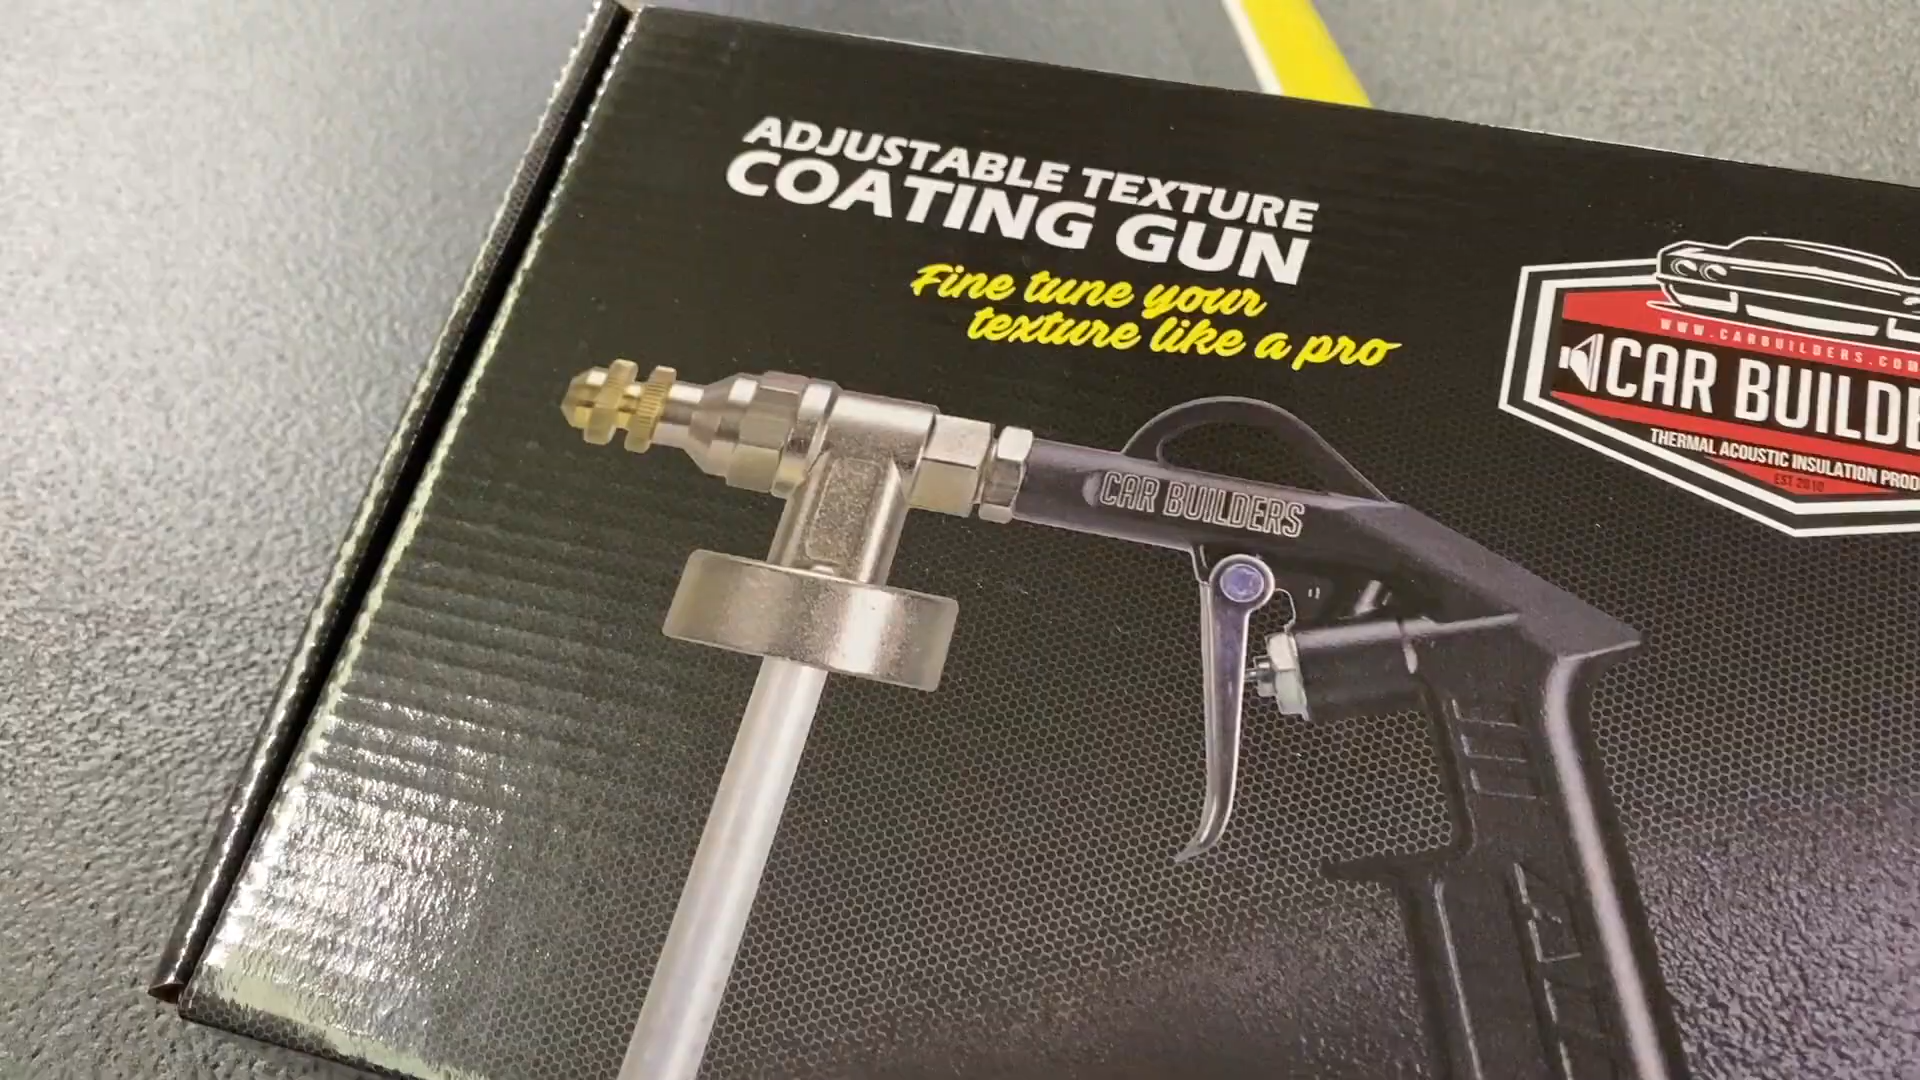 ADJUSTABLE TEXTURE
COATING GUN
Fine tune your
texture like a pro
WWW.CARBUILDERS.COM
CAR BUILDE
THERMAL ACOUSTIC INSULATION PROD
EST 2010
CAR BUILDERS